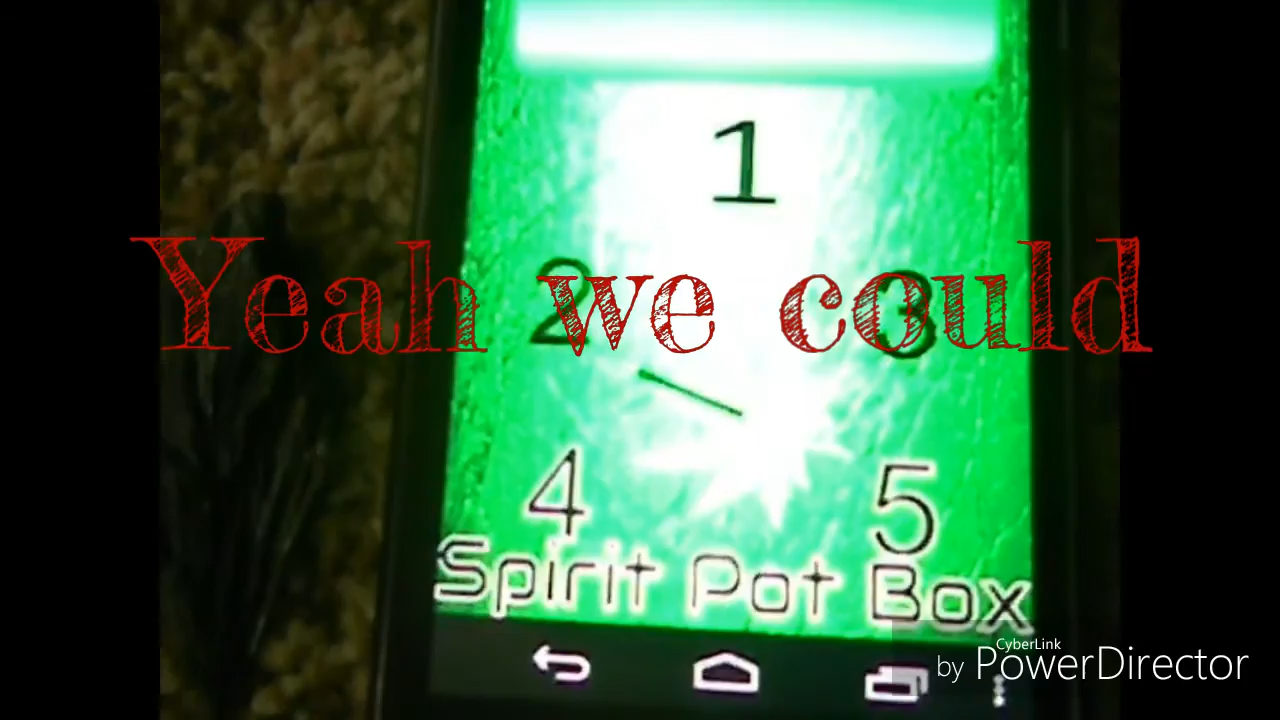 1
Yeah we could
2 3
4 5
Spirit Pot Box
CyberLink
by PowerDirector